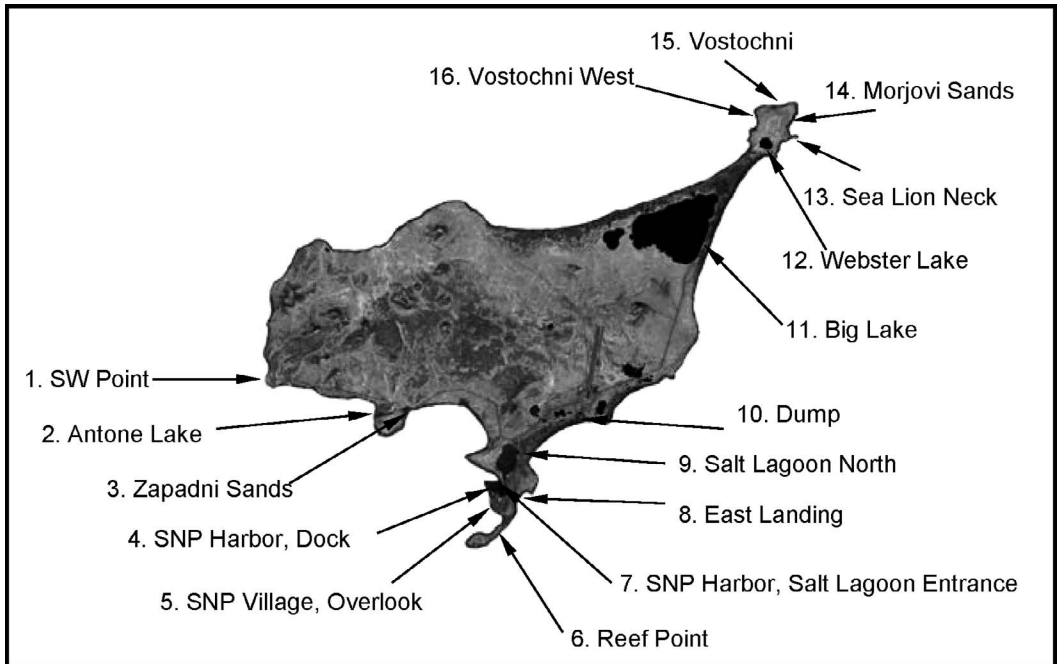 15. Vostochni
16. Vostochni West
14. Morjovi Sands
13. Sea Lion Neck
12. Webster Lake
11. Big Lake
1. SW Point
2. Antone Lake
10. Dump
9. Salt Lagoon North
3. Zapadni Sands
8. East Landing
4. SNP Harbor, Dock
7. SNP Harbor, Salt Lagoon Entrance
5. SNP Village, Overlook
6. Reef Point